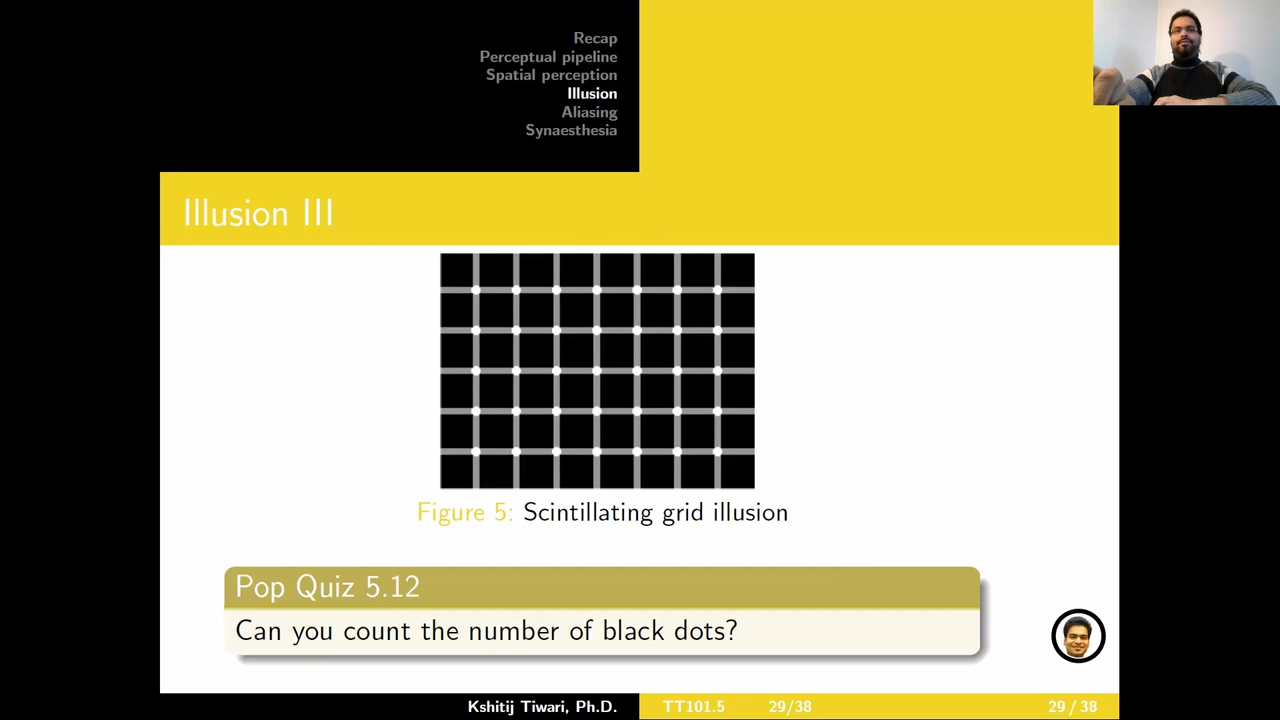 Recap
Perceptual pipeline
Spatial perception
Illusion
Aliasing
Synaesthesia
Illusion III
Figure 5: Scintillating grid illusion
Pop Quiz 5.12
Can you count the number of black dots?
Kshitij Tiwari, Ph.D. TT101.5 29/38 29 / 38